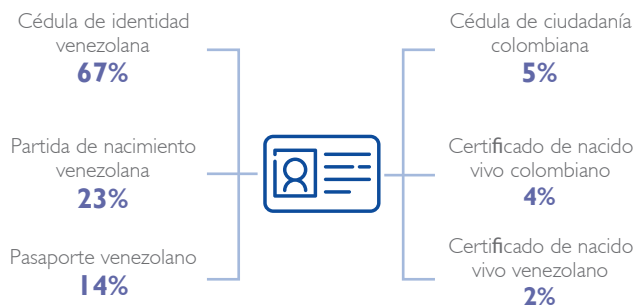 Cédula de identidad
venezolana
67%
Partida de nacimiento
venezolana
23%
Pasaporte venezolano
14%
Cédula de ciudadanía
colombiana
5%
Certificado de nacido
vivo colombiano
4%
Certificado de nacido
vivo venezolano
2%